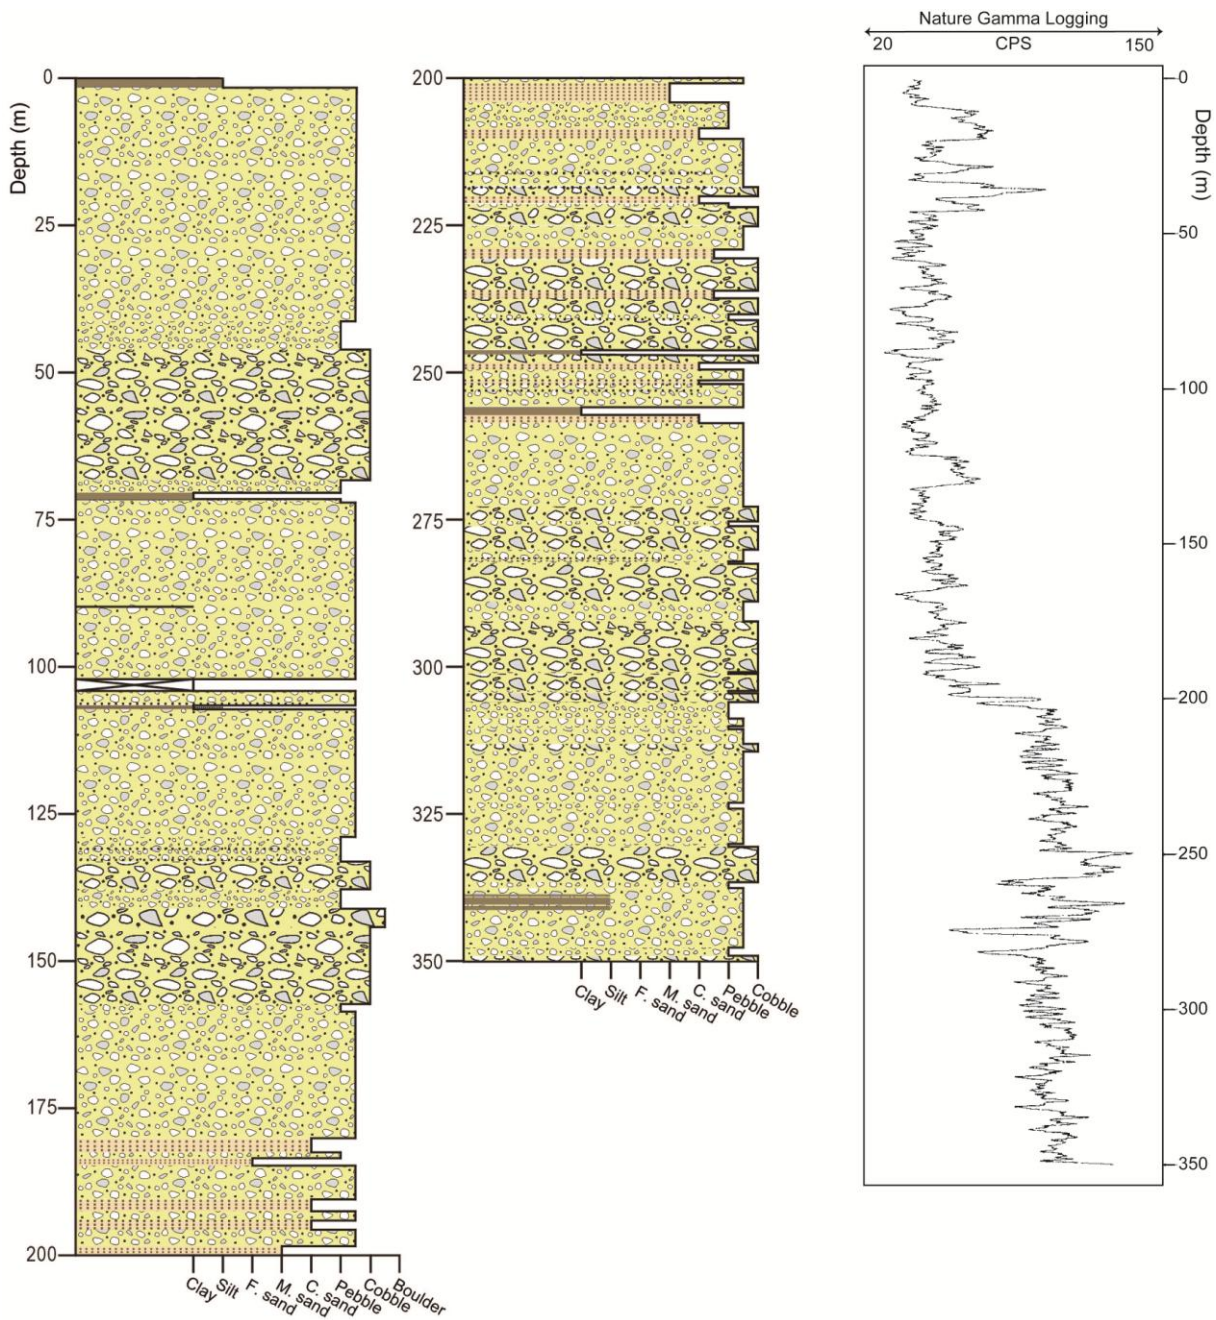 Nature Gamma Logging
20 CPS 150
Depth (m)
0
25
50
75
100
125
150
175
200
Clay
Silt
F. sand
M. sand
C. sand
Pebble
Cobble
Boulder
200
225
250
275
300
325
350
Clay
Silt
F. sand
M. sand
C. sand
Pebble
Cobble
0
50
100
150
200
250
300
350
Depth (m)